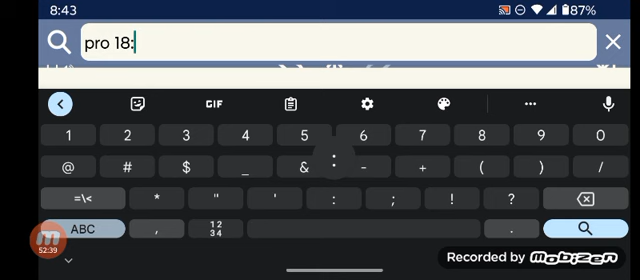 8:43
87%
pro 18:
GIF
1 2 3 4 5 6 7 8 9 0
@ # $ _ & : - + ( ) /
=\< * " ' : ; ! ?
ABC , 12 34 .
52:39
Recorded by mobizen